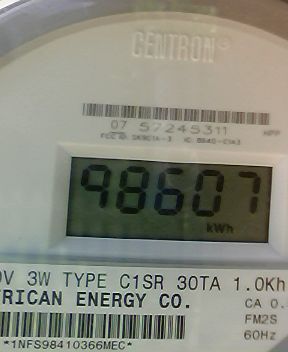 CENTRON®
07 57245311
98607
kWh
3W TYPE C1SR 30TA 1.0Kh
RICAN ENERGY CO.
CA 0.
FM2S
60Hz
*1NFS98410366MEC*